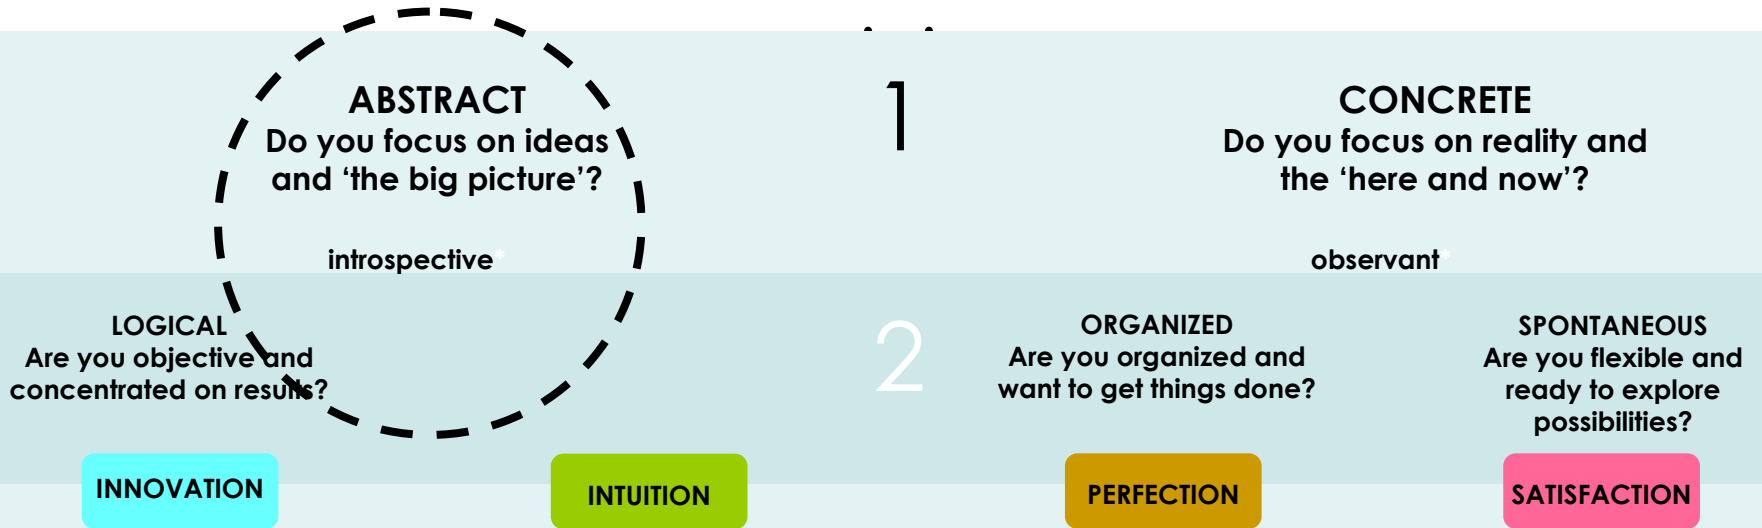 ABSTRACT
Do you focus on ideas
and ‘the big picture’?
introspective*
1
CONCRETE
Do you focus on reality and
the ‘here and now’?
observant*
LOGICAL
Are you objective and
concentrated on results?
2
ORGANIZED
Are you organized and
want to get things done?
SPONTANEOUS
Are you flexible and
ready to explore
possibilities?
INNOVATION
INTUITION
PERFECTION
SATISFACTION